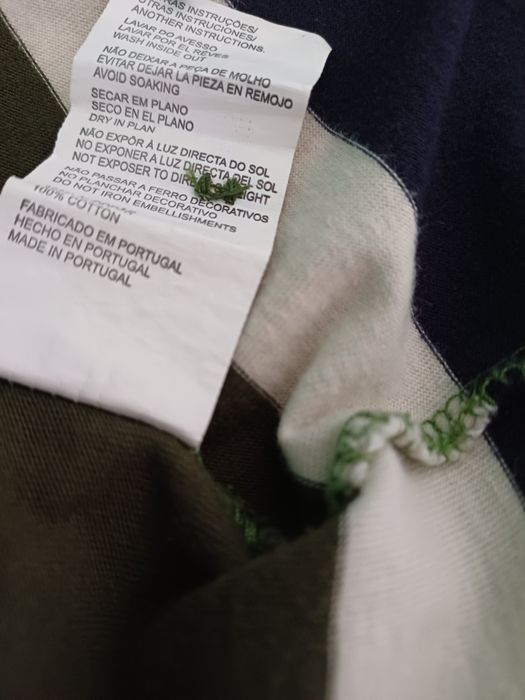 OUTRAS INSTRUÇÕES/
OTRAS INSTRUCIONES/
ANOTHER INSTRUCTIONS.
LAVAR DO AVESSO
LAVAR POR EL REVÉS
WASH INSIDE OUT
NÃO DEIXAR A PEÇA DE MOLHO
EVITAR DEJAR LA PIEZA EN REMOJO
AVOID SOAKING
SECAR EM PLANO
SECO EN EL PLANO
DRY IN PLAN
NÃO EXPÔR À LUZ DIRECTA DO SOL
NO EXPONER A LUZ DIRECTA DEL SOL
NOT EXPOSER TO
NÃO PASSAR A FERRO DECORATIVOS
NO PLANCHAR DECORATIVO
DO NOT IRON EMBELLISHMENTS
100% COTTON
FABRICADO EM PORTUGAL
HECHO EN PORTUGAL
MADE IN PORTUGAL